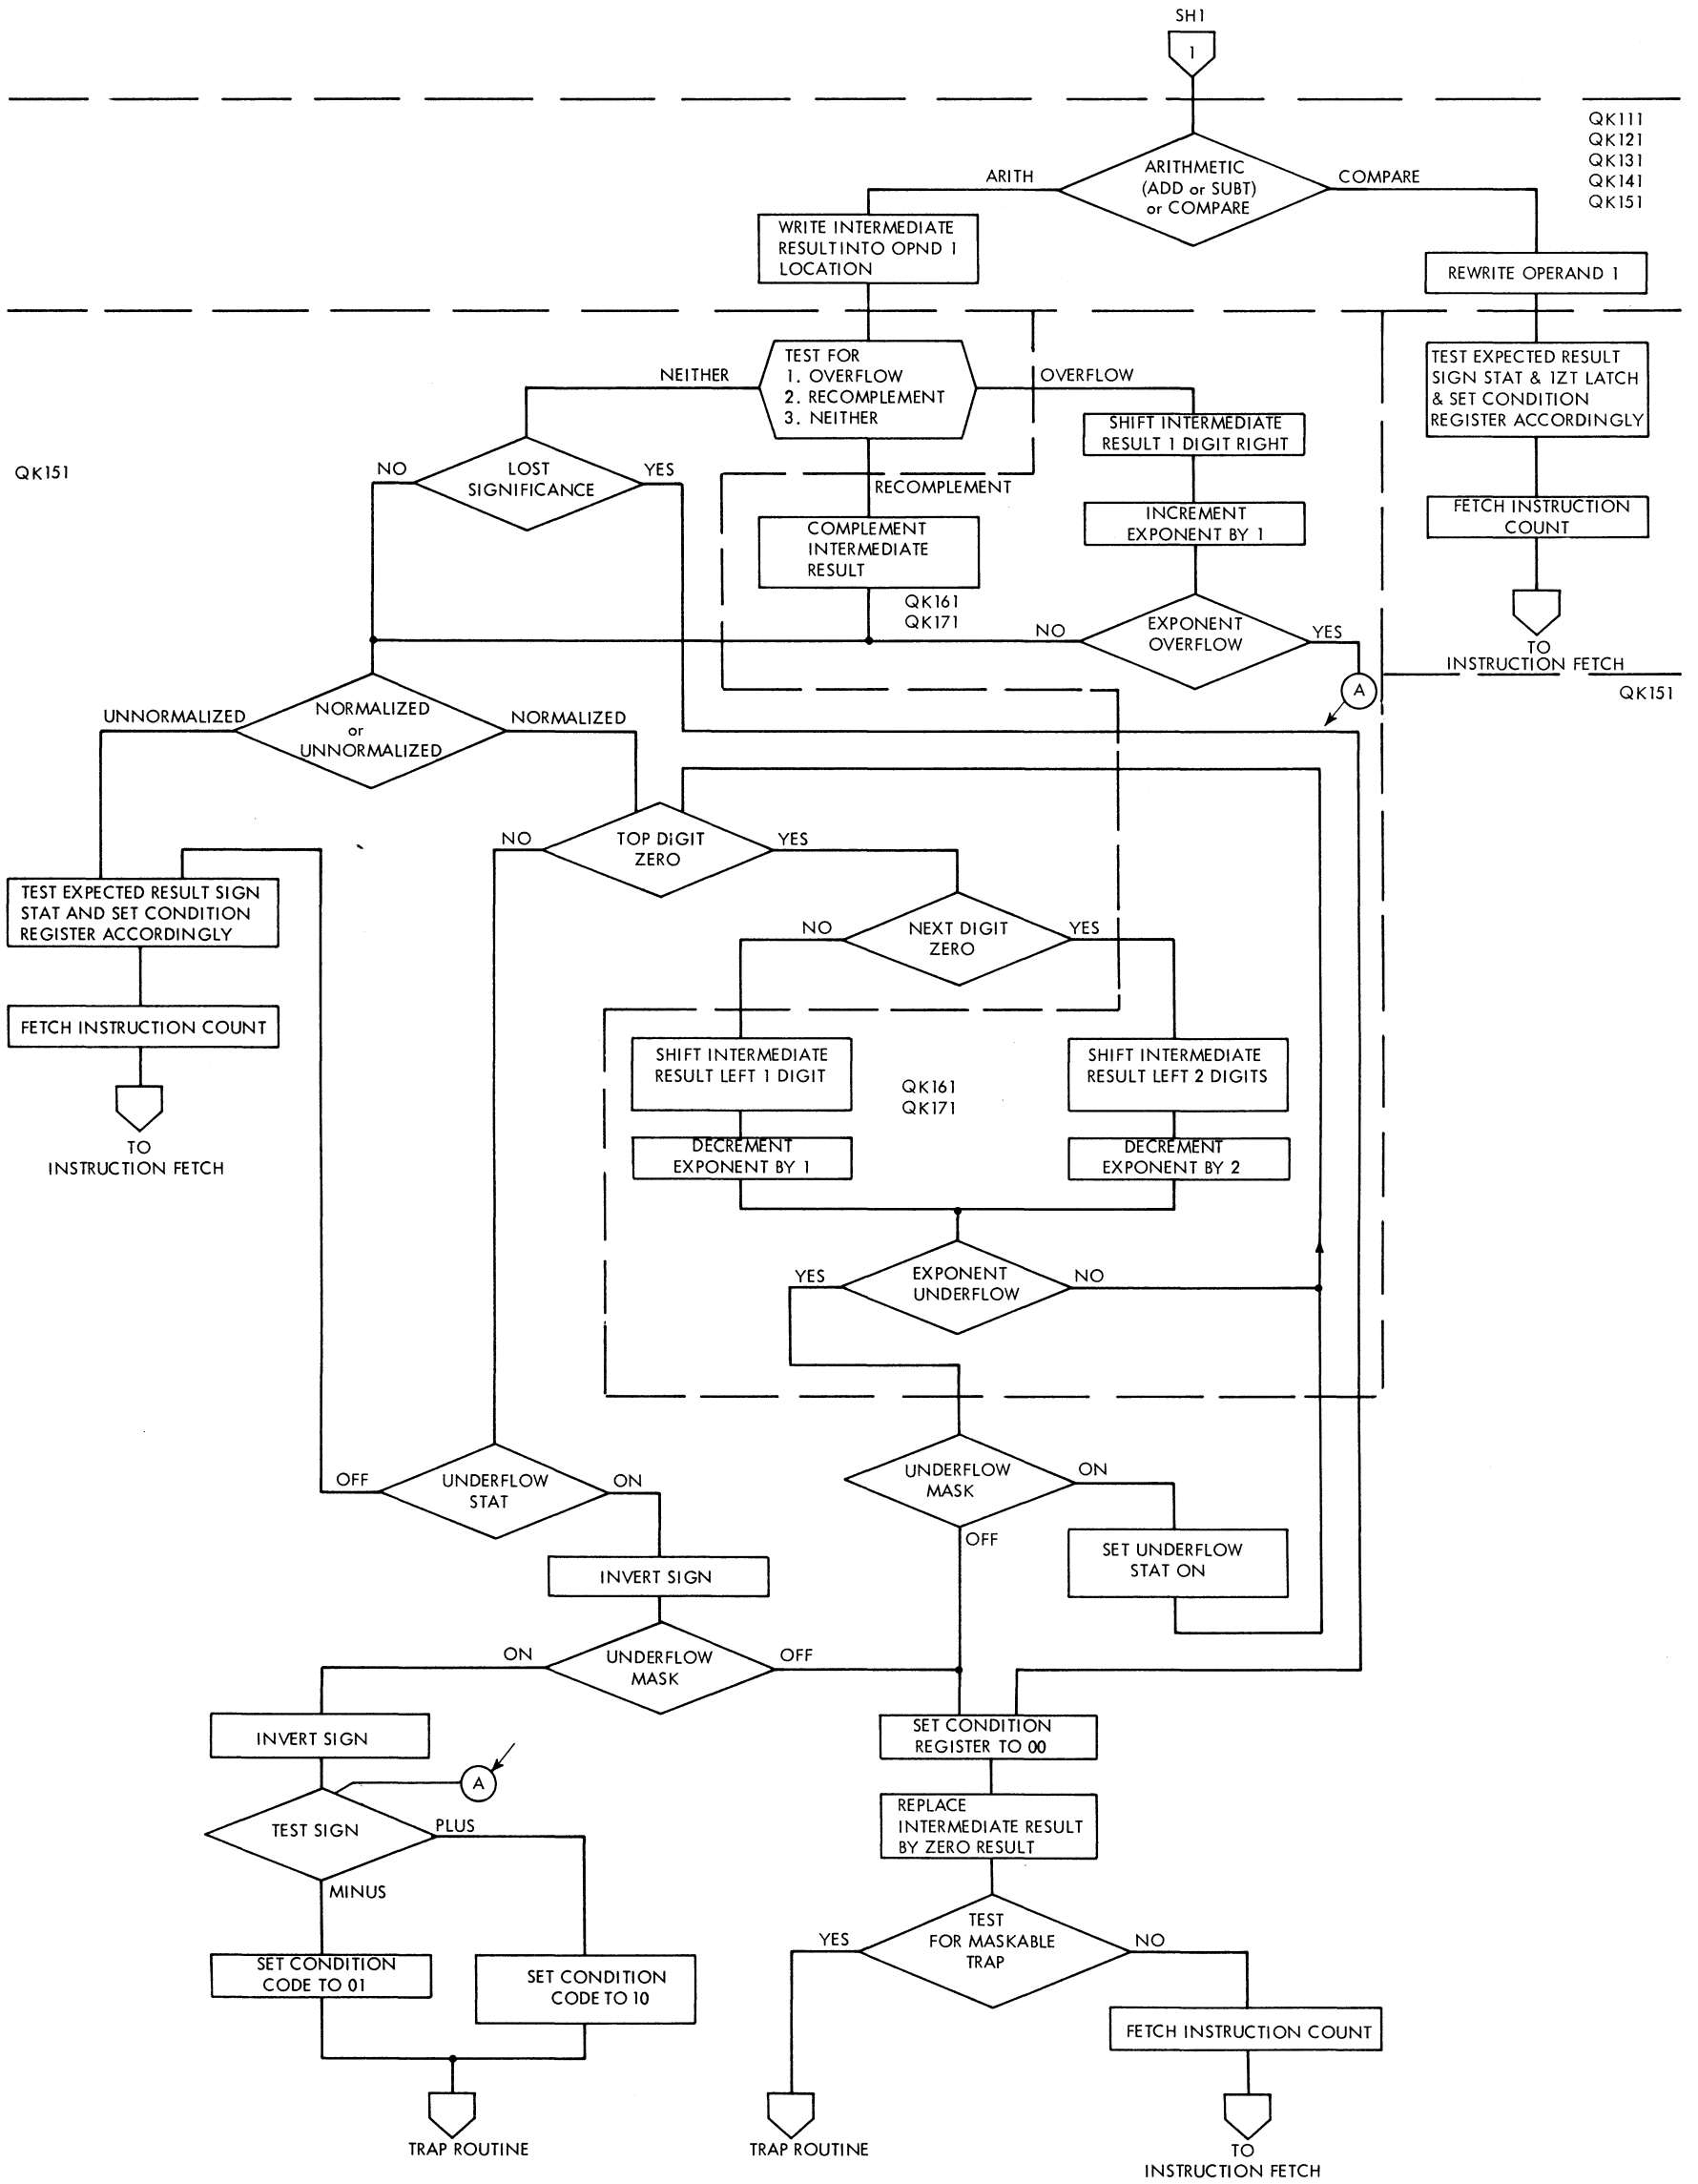 SH1
1
QK111
QK121
QK131
QK141
QK151
ARITHMETIC
(ADD or SUBT)
or COMPARE
ARITH
COMPARE
WRITE INTERMEDIATE
RESULTINTO OPND 1
LOCATION
REWRITE OPERAND 1
TEST FOR
1. OVERFLOW
2. RECOMPLEMENT
3. NEITHER
NEITHER
OVERFLOW
TEST EXPECTED RESULT
SIGN STAT & 1ZT LATCH
& SET CONDITION
REGISTER ACCORDINGLY
SHIFT INTERMEDIATE
RESULT 1 DIGIT RIGHT
QK151
NO
LOST
SIGNIFICANCE
YES
RECOMPLEMENT
COMPLEMENT
INTERMEDIATE
RESULT
INCREMENT
EXPONENT BY 1
FETCH INSTRUCTION
COUNT
QK161
QK171
NO
EXPONENT
OVERFLOW
YES
TO
INSTRUCTION FETCH
A
QK151
UNNORMALIZED
NORMALIZED
or
UNNORMALIZED
NORMALIZED
NO
TOP DIGIT
ZERO
YES
TEST EXPECTED RESULT SIGN
STAT AND SET CONDITION
REGISTER ACCORDINGLY
NO
NEXT DIGIT
ZERO
YES
FETCH INSTRUCTION COUNT
TO
INSTRUCTION FETCH
SHIFT INTERMEDIATE
RESULT LEFT 1 DIGIT
QK161
QK171
SHIFT INTERMEDIATE
RESULT LEFT 2 DIGITS
DECREMENT
EXPONENT BY 1
DECREMENT
EXPONENT BY 2
YES
EXPONENT
UNDERFLOW
NO
OFF
UNDERFLOW
STAT
ON
UNDERFLOW
MASK
ON
OFF
SET UNDERFLOW
STAT ON
INVERT SIGN
ON
UNDERFLOW
MASK
OFF
INVERT SIGN
SET CONDITION
REGISTER TO 00
A
TEST SIGN
PLUS
MINUS
REPLACE
INTERMEDIATE RESULT
BY ZERO RESULT
YES
TEST
FOR MASKABLE
TRAP
NO
SET CONDITION
CODE TO 01
SET CONDITION
CODE TO 10
FETCH INSTRUCTION COUNT
TRAP ROUTINE
TRAP ROUTINE
TO
INSTRUCTION FETCH